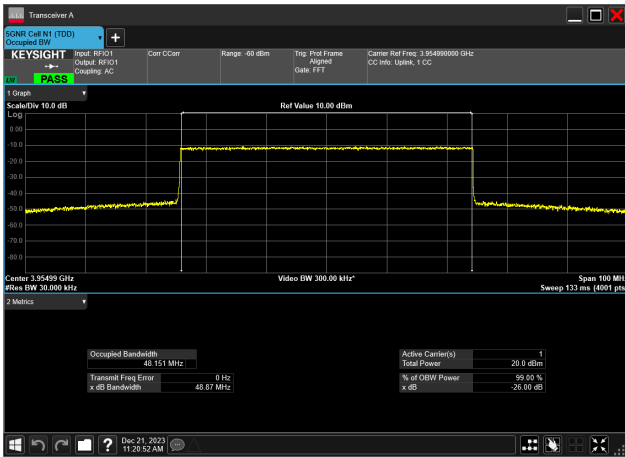 Transceiver A
5GNR Cell N1 (TDD)
Occupied BW
KEYSIGHT
PASS
Input: RFIO1
Output: RFIO1
Coupling: AC
Corr CCorr
Range: -60 dBm
Trig: Prot Frame
Aligned
Gate: FFT
Carrier Ref Freq: 3.954990000 GHz
CC Info: Uplink, 1 CC
1 Graph
Scale/Div 10.0 dB
Ref Value 10.00 dBm
Log
0.00
-10.0
-20.0
-30.0
-40.0
-50.0
-60.0
-70.0
-80.0
Center 3.95499 GHz
Video BW 300.00 kHz*
Span 100 MHz
#Res BW 30.000 kHz
Sweep 133 ms (4001 pts)
2 Metrics
Occupied Bandwidth
48.151 MHz
Transmit Freq Error 0 Hz
x dB Bandwidth 48.87 MHz
Active Carrier(s) 1
Total Power 20.0 dBm
% of OBW Power 99.00 %
x dB -26.00 dB
Dec 21, 2023
11:20:52 AM